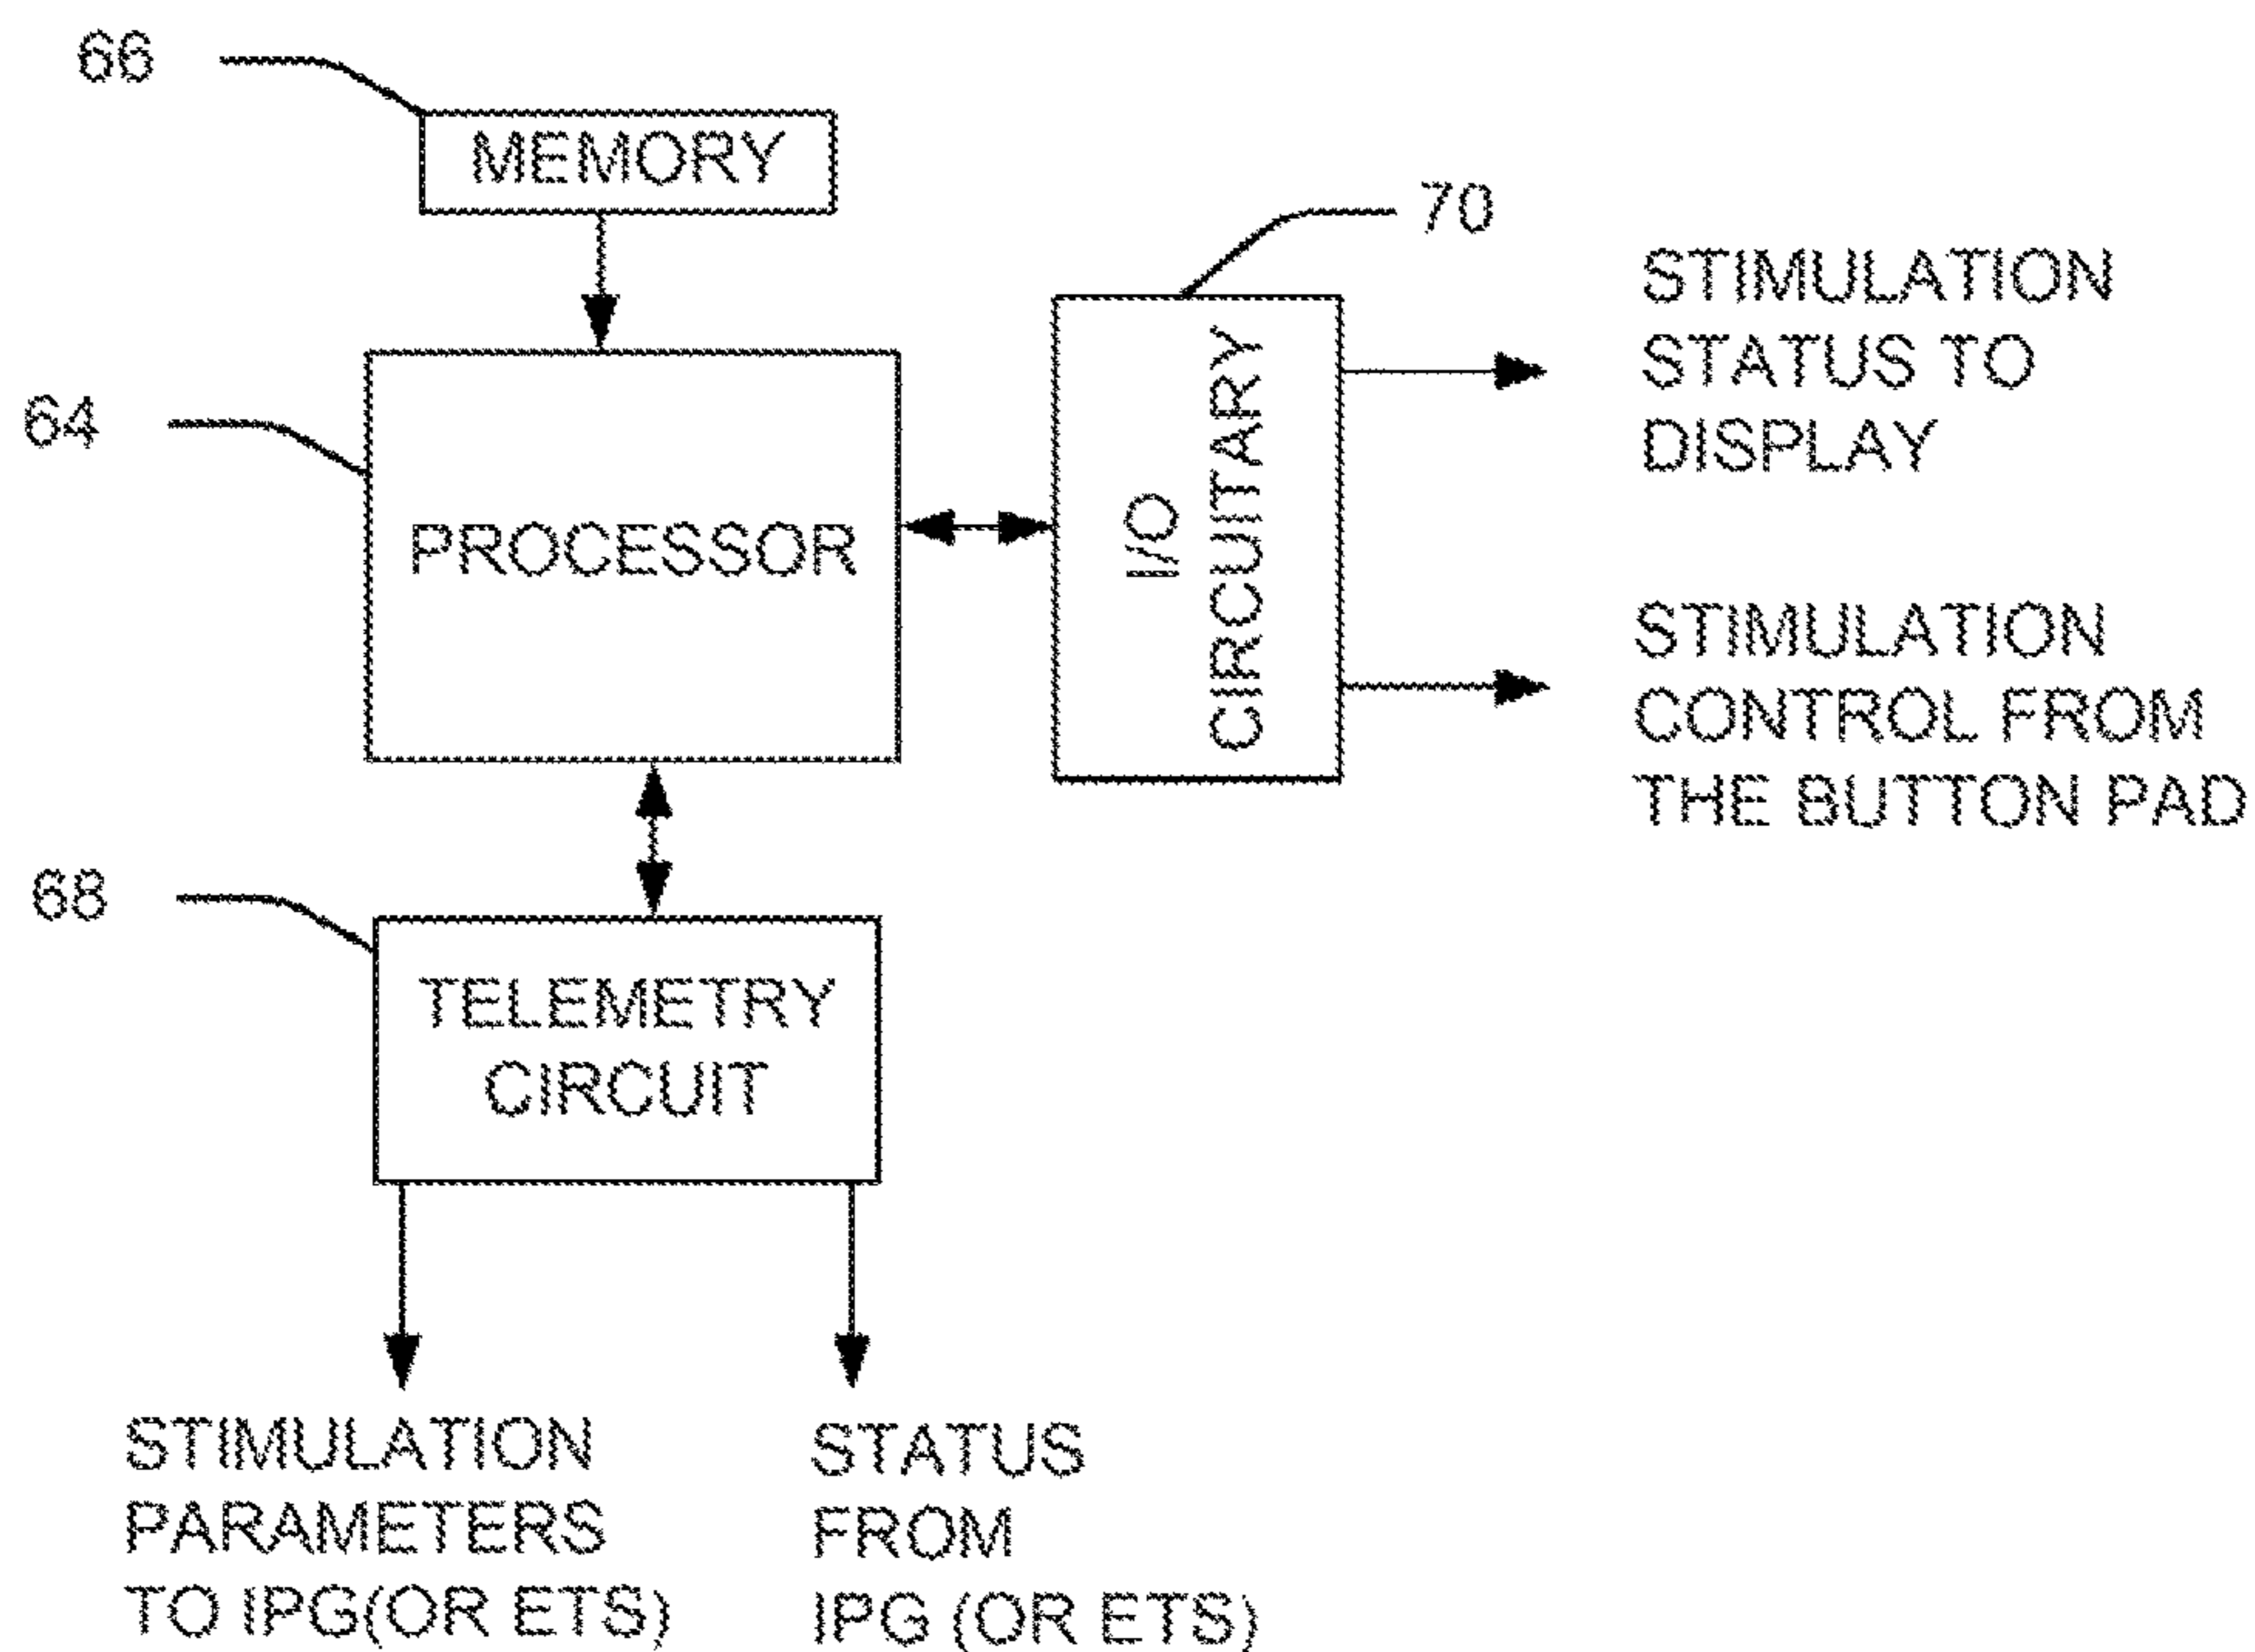 66
MEMORY
70
STIMULATION
STATUS TO
DISPLAY
64
PROCESSOR
I/O
CIRCUITARY
STIMULATION
CONTROL FROM
THE BUTTON PAD
68
TELEMETRY
CIRCUIT
STIMULATION
PARAMETERS
TO IPG(OR ETS)
STATUS
FROM
IPG (OR ETS)